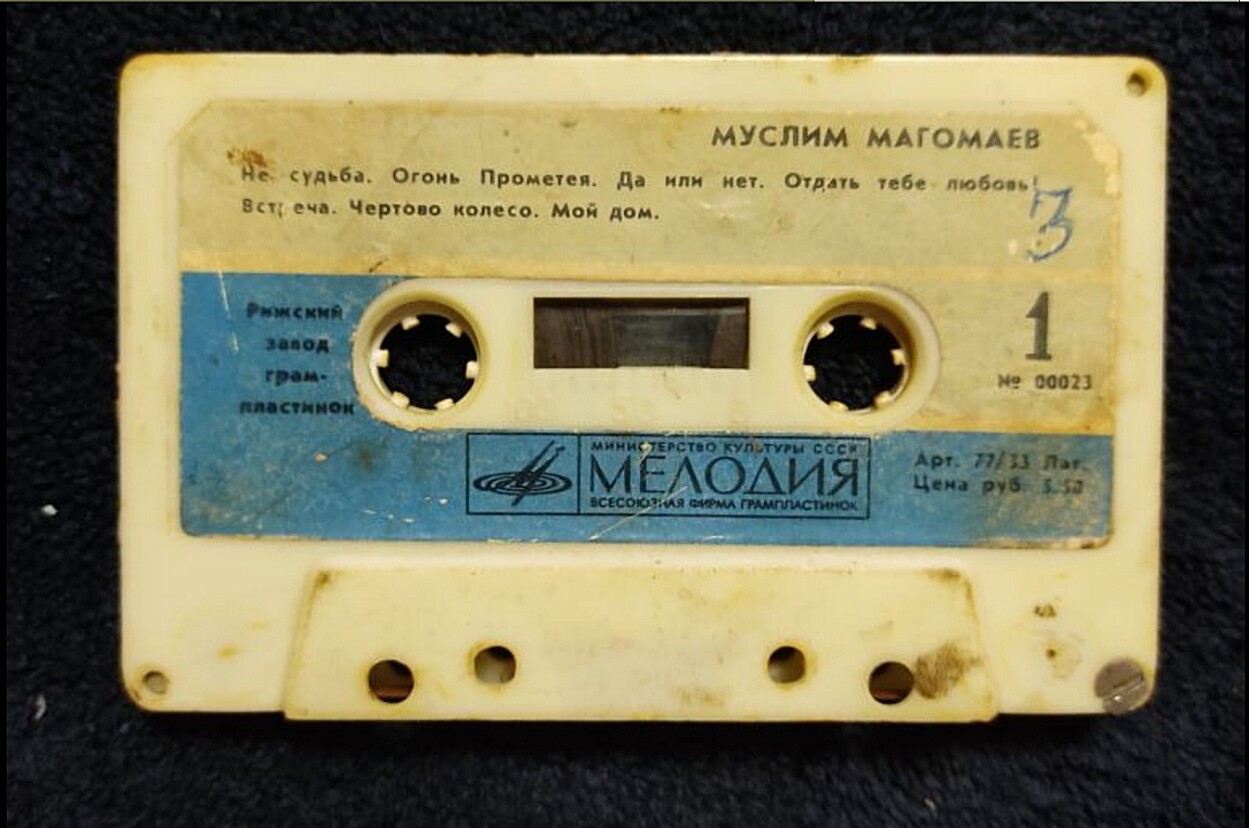 МУСЛИМ МАГОМАЕВ
Не судьба. Огонь Прометея. Да или нет. Отдать тебе любовь!
Встреча. Чертово колесо. Мой дом.
3
Рижский
завод
грам-
пластинок
1
№ 00023
МИНИСТЕРСТВО КУЛЬТУРЫ СССР
МЕЛОДИЯ
ВСЕСОЮЗНАЯ ФИРМА ГРАМПЛАСТИНОК
Арт. 77/33 Лат.
Цена руб. 5.50